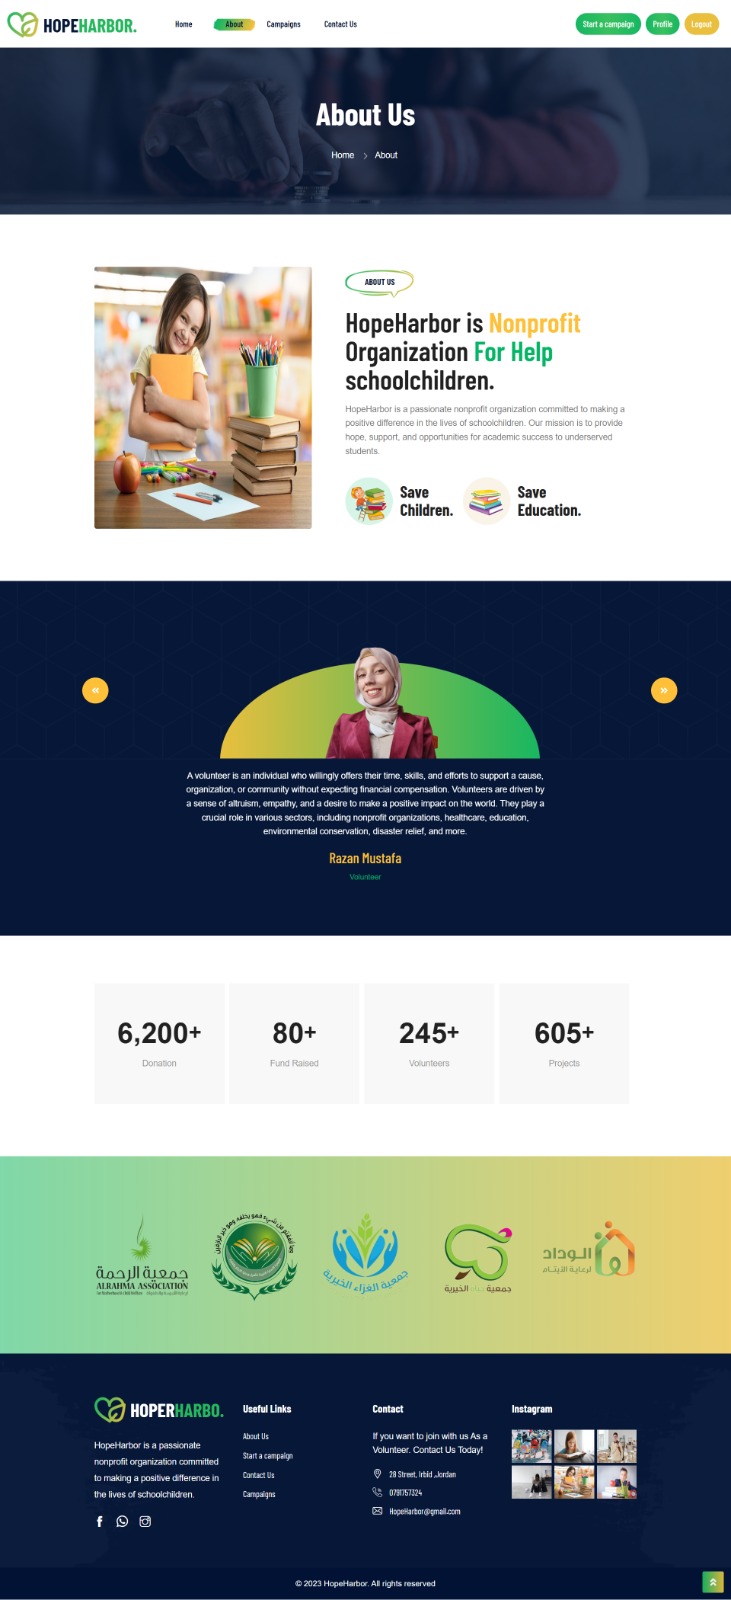 HOPEHARBOR.
Home
About
Campaigns
Contact Us
Start a campaign
Profile
Logout
About Us
Home
About
ABOUT US
HopeHarbor is Nonprofit
Organization For Help
schoolchildren.
HopeHarbor is a passionate nonprofit organization committed to making a
positive difference in the lives of schoolchildren. Our mission is to provide
hope, support, and opportunities for academic success to underserved
students.
Save
Children.
Save
Education.
A volunteer is an individual who willingly offers their time, skills, and efforts to support a cause,
organization, or community without expecting financial compensation. Volunteers are driven by
a sense of altruism, empathy, and a desire to make a positive impact on the world. They play a
crucial role in various sectors, including nonprofit organizations, healthcare, education,
environmental conservation, disaster relief, and more.
Razan Mustafa
Volunteer
6,200+
Donation
80+
Fund Raised
245+
Volunteers
605+
Projects
جمعية الرحمة
ALRAHMA ASSOCIATION
وما أنفقتم من شيء فهو يخلفه وهو خير الرازقين
جمعية الغراء الخيرية
جمعية الخيرية
الوداد
لرعاية الأيتام
HOPERHARBO.
HopeHarbor is a passionate
nonprofit organization committed
to making a positive difference in
the lives of schoolchildren.
Useful Links
About Us
Start a campaign
Contact Us
Campaigns
Contact
If you want to join with us As a
Volunteer. Contact Us Today!
28 Street, Irbid ,Jordan
0791757324
HopeHarbor@gmail.com
Instagram
© 2023 HopeHarbor. All rights reserved